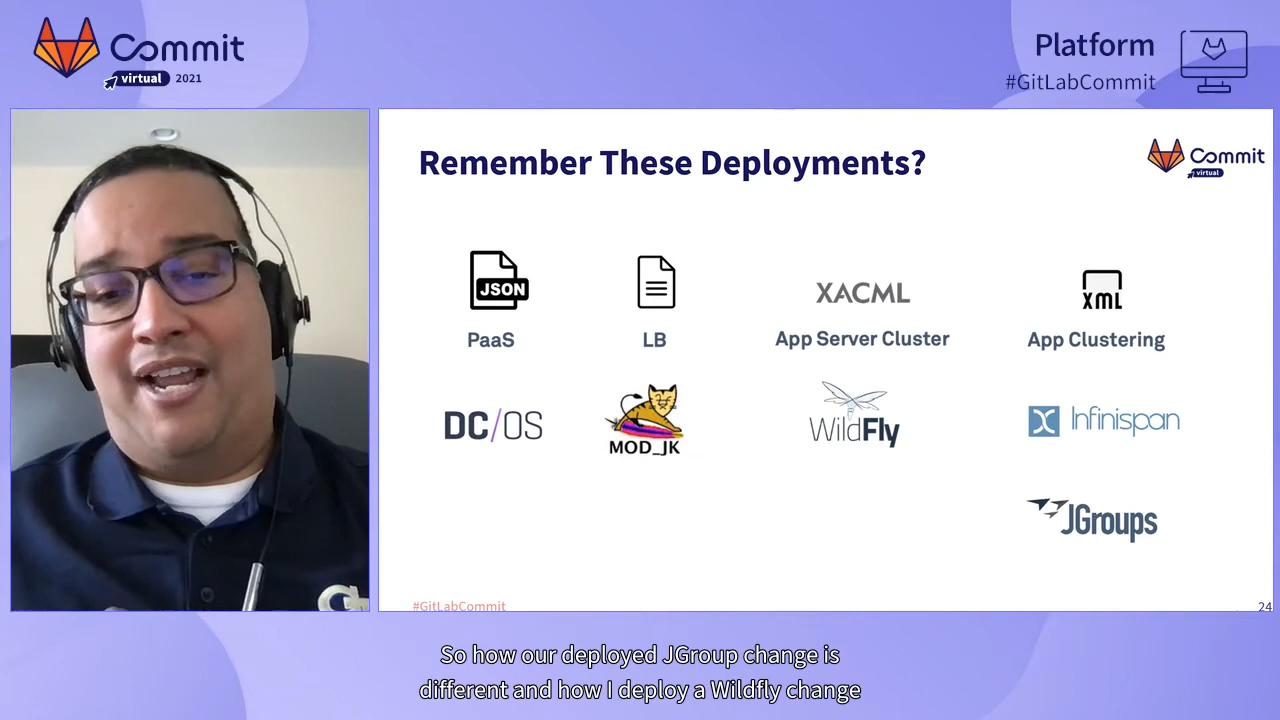 Commit
virtual 2021
Platform
#GitLabCommit
Remember These Deployments?
Commit
virtual
JSON
XACML
XML
PaaS
LB
App Server Cluster
App Clustering
DC/OS
MOD_JK
WildFly
Infinispan
JGroups
#GitLabCommit
24
So how our deployed JGroup change is
different and how I deploy a Wildfly change